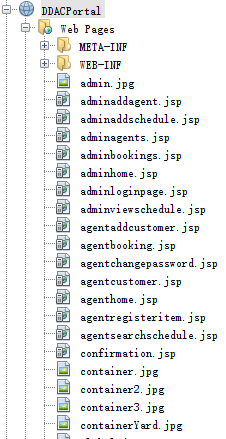 DDACPortal
Web Pages
META-INF
WEB-INF
admin.jpg
adminaddagent.jsp
adminaddschedule.jsp
adminagents.jsp
adminbookings.jsp
adminhome.jsp
adminloginpage.jsp
adminviewschedule.jsp
agentaddcustomer.jsp
agentbooking.jsp
agentchangepassword.jsp
agentcustomer.jsp
agenthome.jsp
agentregisteritem.jsp
agentsearchschedule.jsp
confirmation.jsp
container.jpg
container2.jpg
container3.jpg
containerYard.jpg